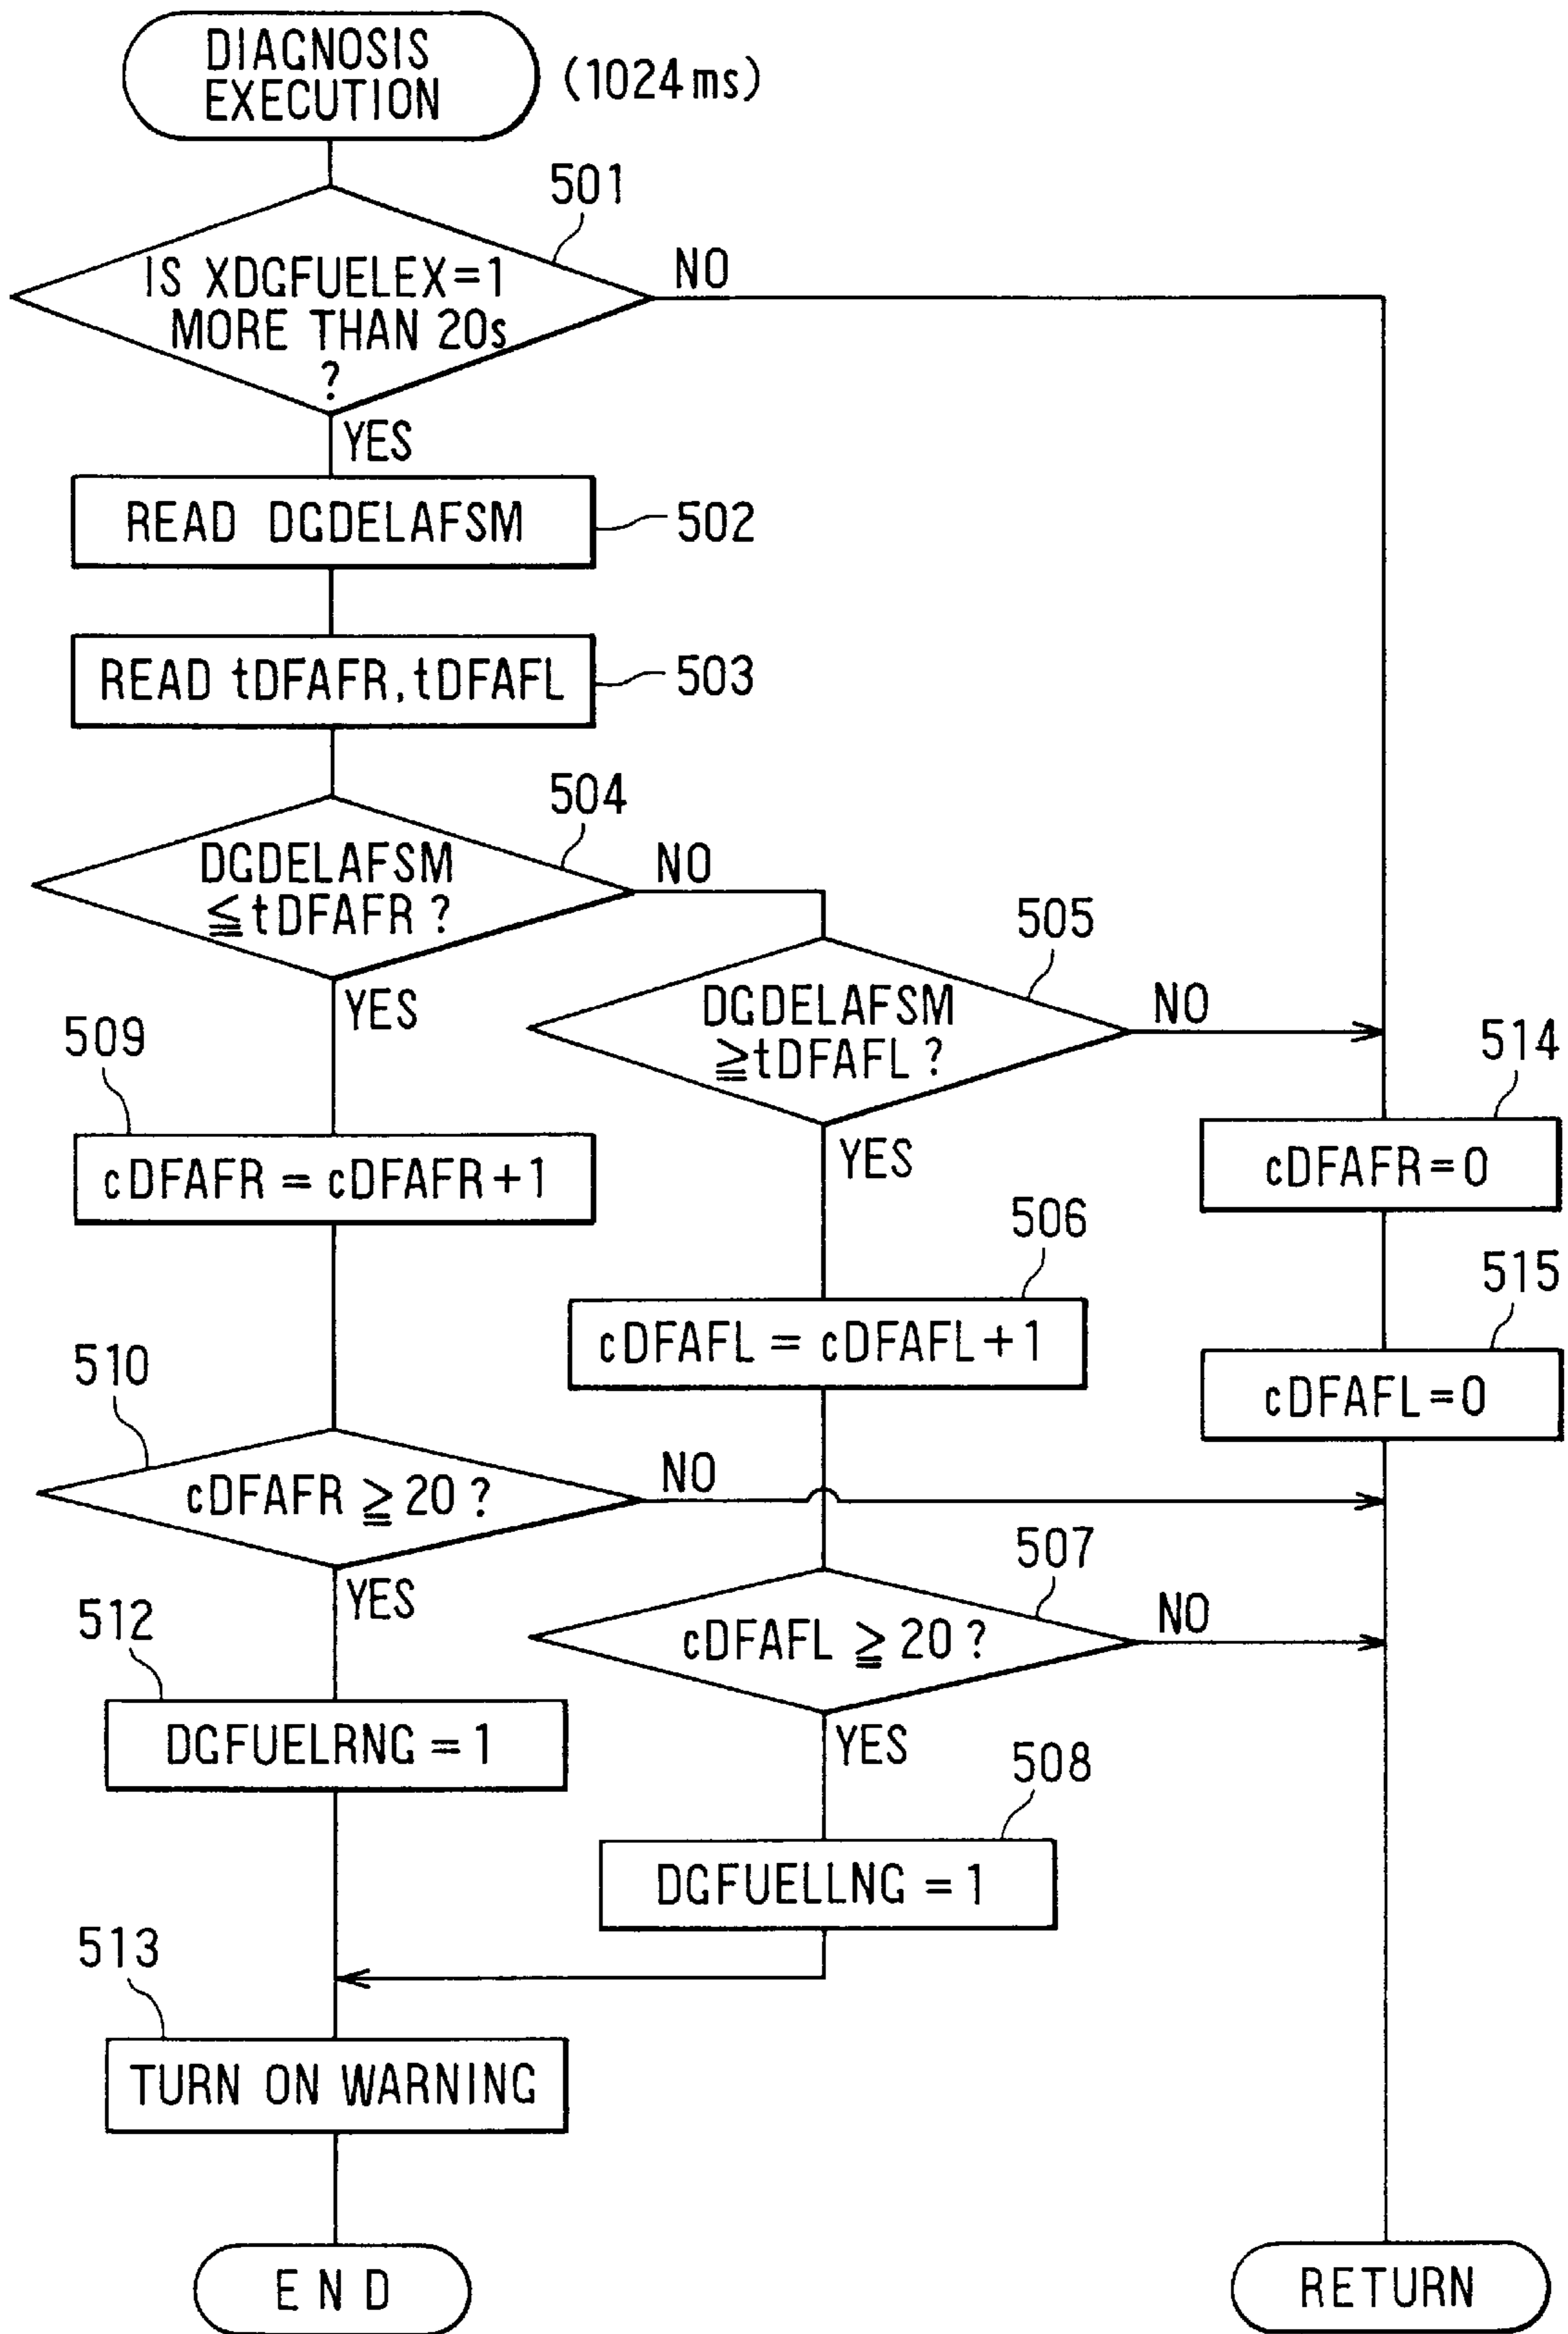 DIAGNOSIS
EXECUTION
(1024ms)
501
IS XDGFUELEX=1
MORE THAN 20s
?
NO
YES
READ DGDELAFSM
502
READ tDFAFR, tDFAFL
503
504
DGDELAFSM
≦tDFAFR?
NO
YES
505
DGDELAFSM
≧tDFAFL?
NO
YES
509
cDFAFR = cDFAFR+1
514
cDFAFR=0
506
cDFAFL = cDFAFL+1
515
cDFAFL=0
510
cDFAFR ≧ 20?
NO
YES
507
cDFAFL ≧ 20?
NO
YES
512
DGFUELRNG = 1
508
DGFUELLNG = 1
513
TURN ON WARNING
END
RETURN